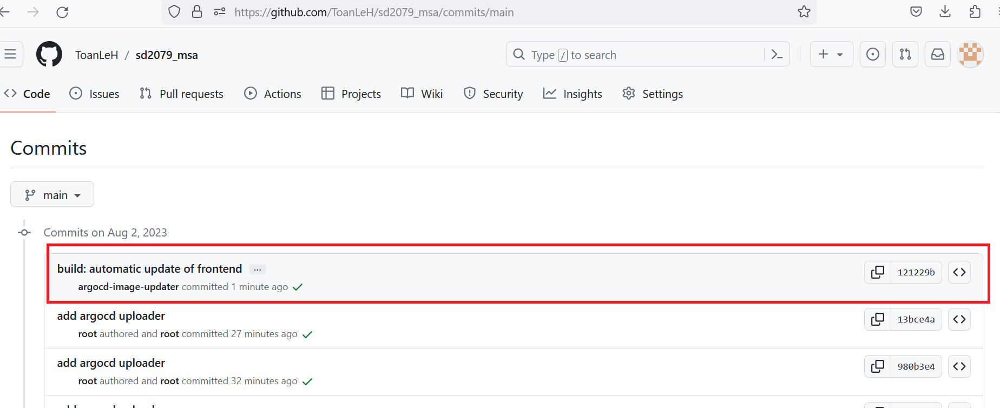 https://github.com/ToanLeH/sd2079_msa/commits/main
ToanLeH / sd2079_msa
Type / to search
Code Issues Pull requests Actions Projects Wiki Security Insights Settings
Commits
main
Commits on Aug 2, 2023
build: automatic update of frontend ...
argocd-image-updater committed 1 minute ago
121229b
add argocd uploader
root authored and root committed 27 minutes ago
13bce4a
add argocd uploader
root authored and root committed 32 minutes ago
980b3e4